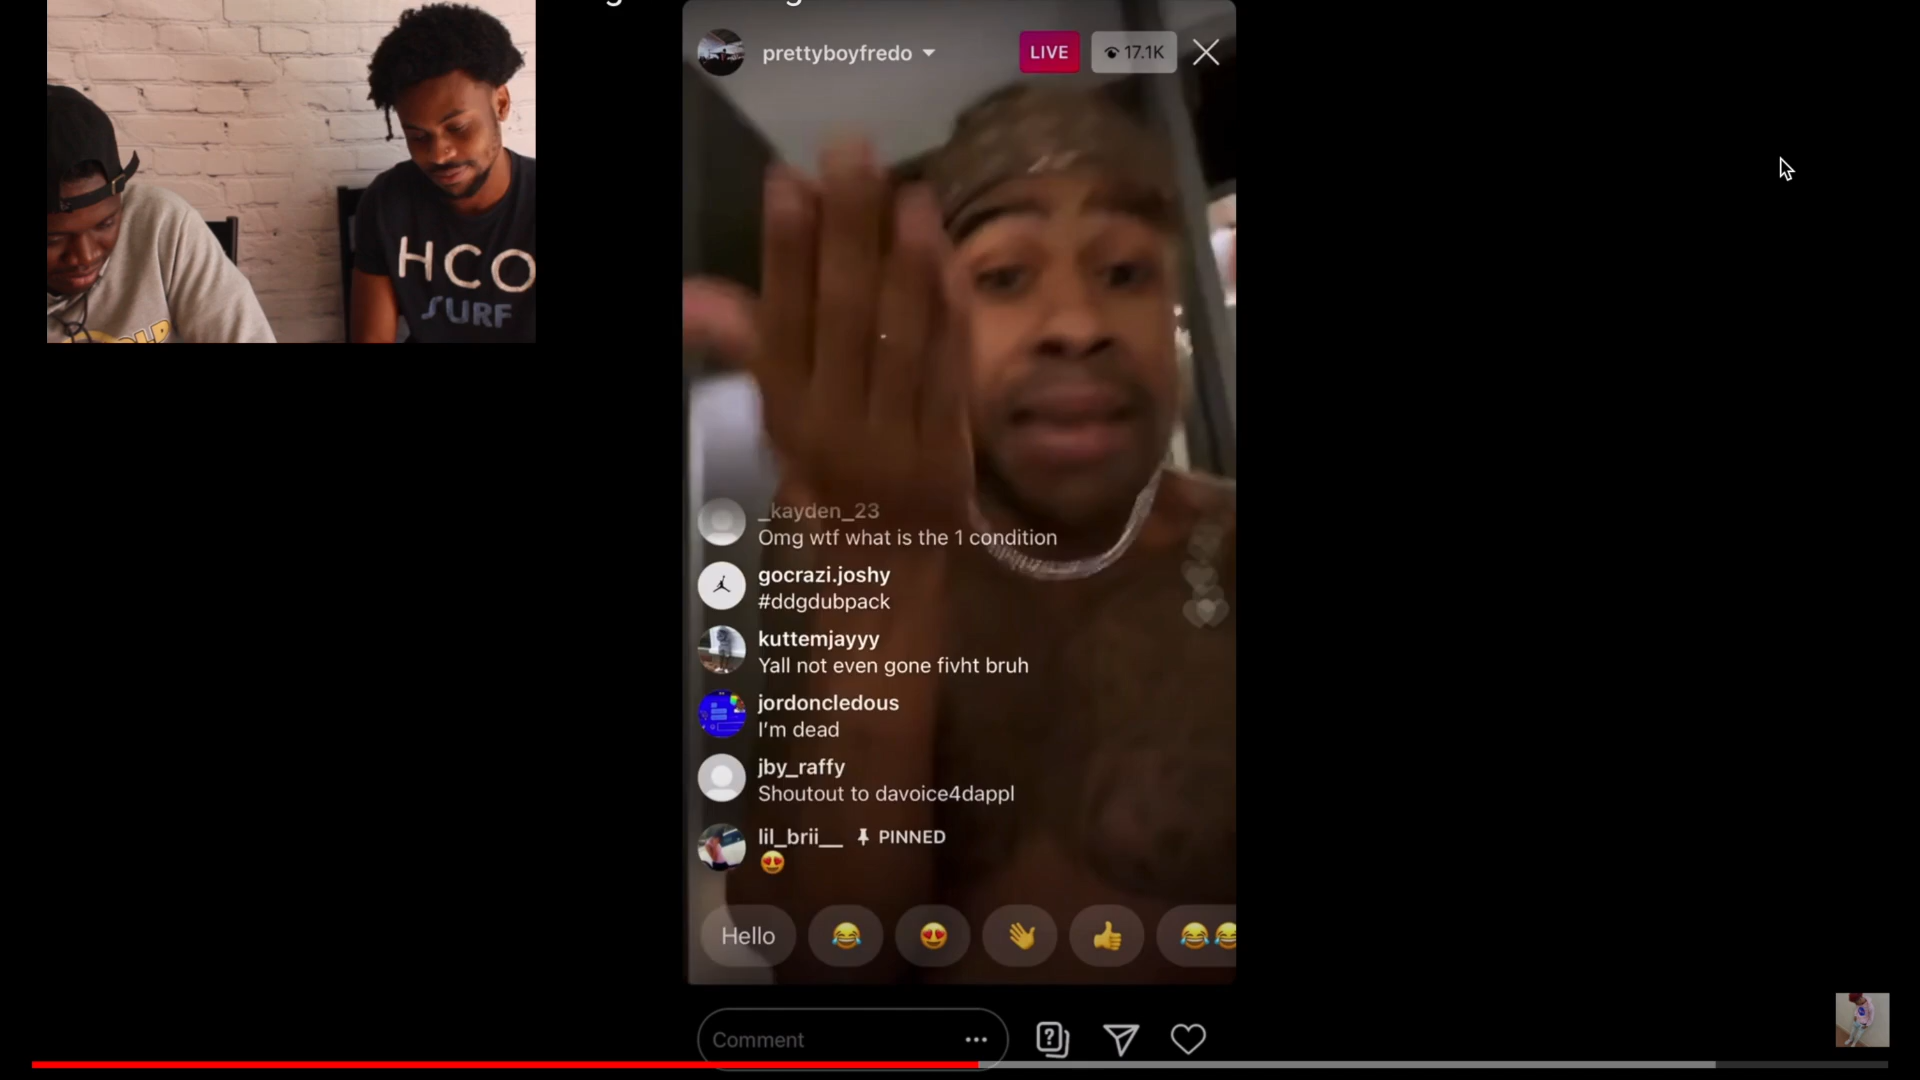 prettyboyfredo
LIVE
17.1K
HCO
SURF
_kayden_23
Omg wtf what is the 1 condition
gocrazi.joshy
#ddgdubpack
kuttemjayyy
Yall not even gone fivht bruh
jordoncledous
I'm dead
jby_raffy
Shoutout to davoice4dappl
lil_brii__ PINNED
😍
Hello 😂 😍 👋 👍 😂😂
Comment